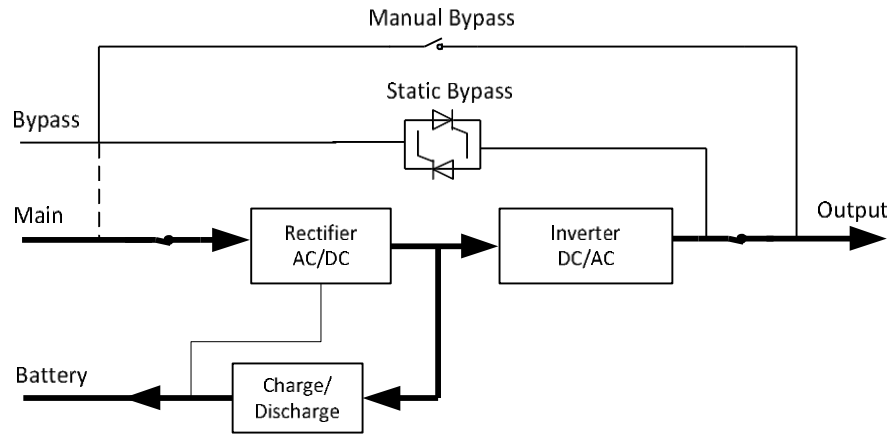 Manual Bypass
Static Bypass
Bypass
Main
Rectifier
AC/DC
Inverter
DC/AC
Output
Battery
Charge/
Discharge